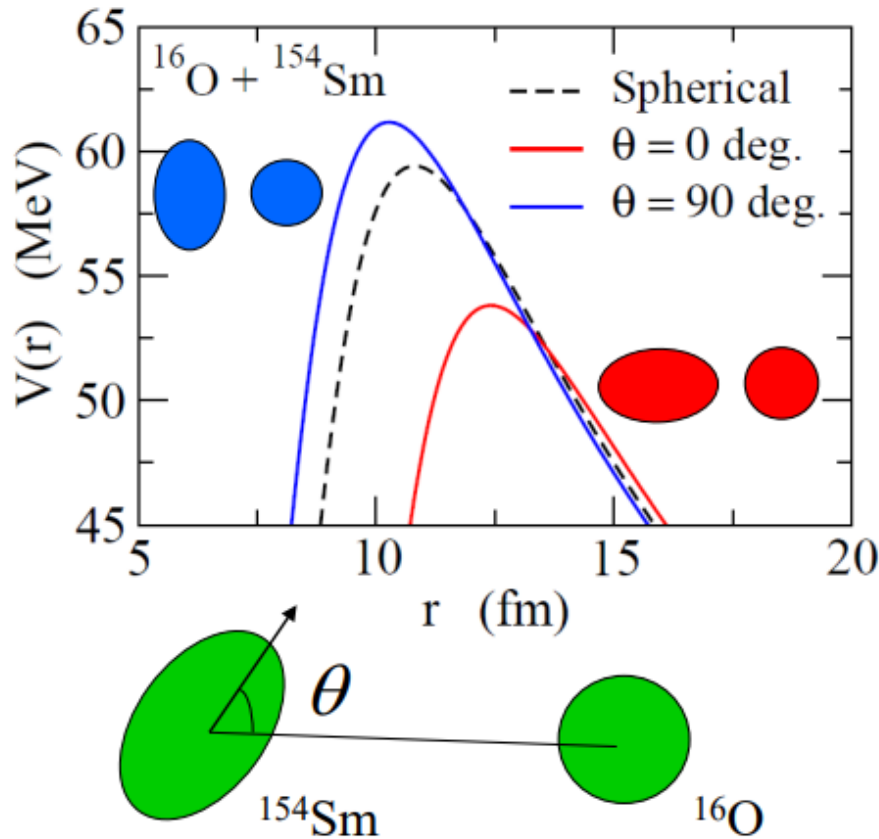 65
60
55
50
45
V(r) (MeV)
¹⁶O + ¹⁵⁴Sm
Spherical
θ = 0 deg.
θ = 90 deg.
5 10 15 20
r (fm)
θ
¹⁵⁴Sm
¹⁶O